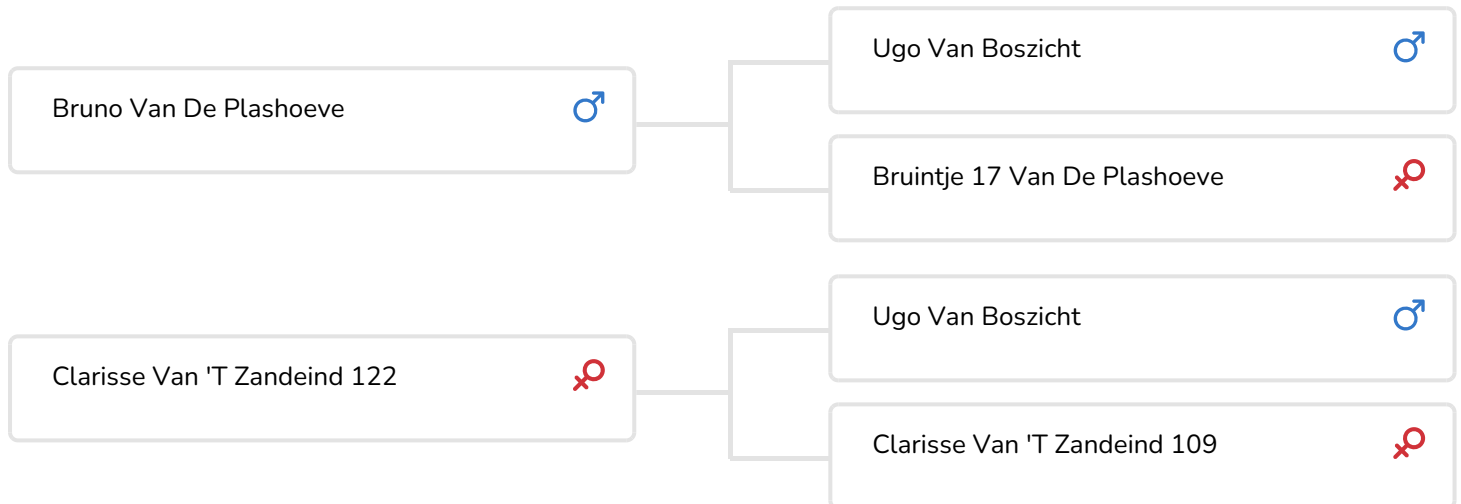 Ugo Van Boszicht
Bruno Van De Plashoeve
Bruintje 17 Van De Plashoeve
Ugo Van Boszicht
Clarisse Van 'T Zandeind 122
Clarisse Van 'T Zandeind 109